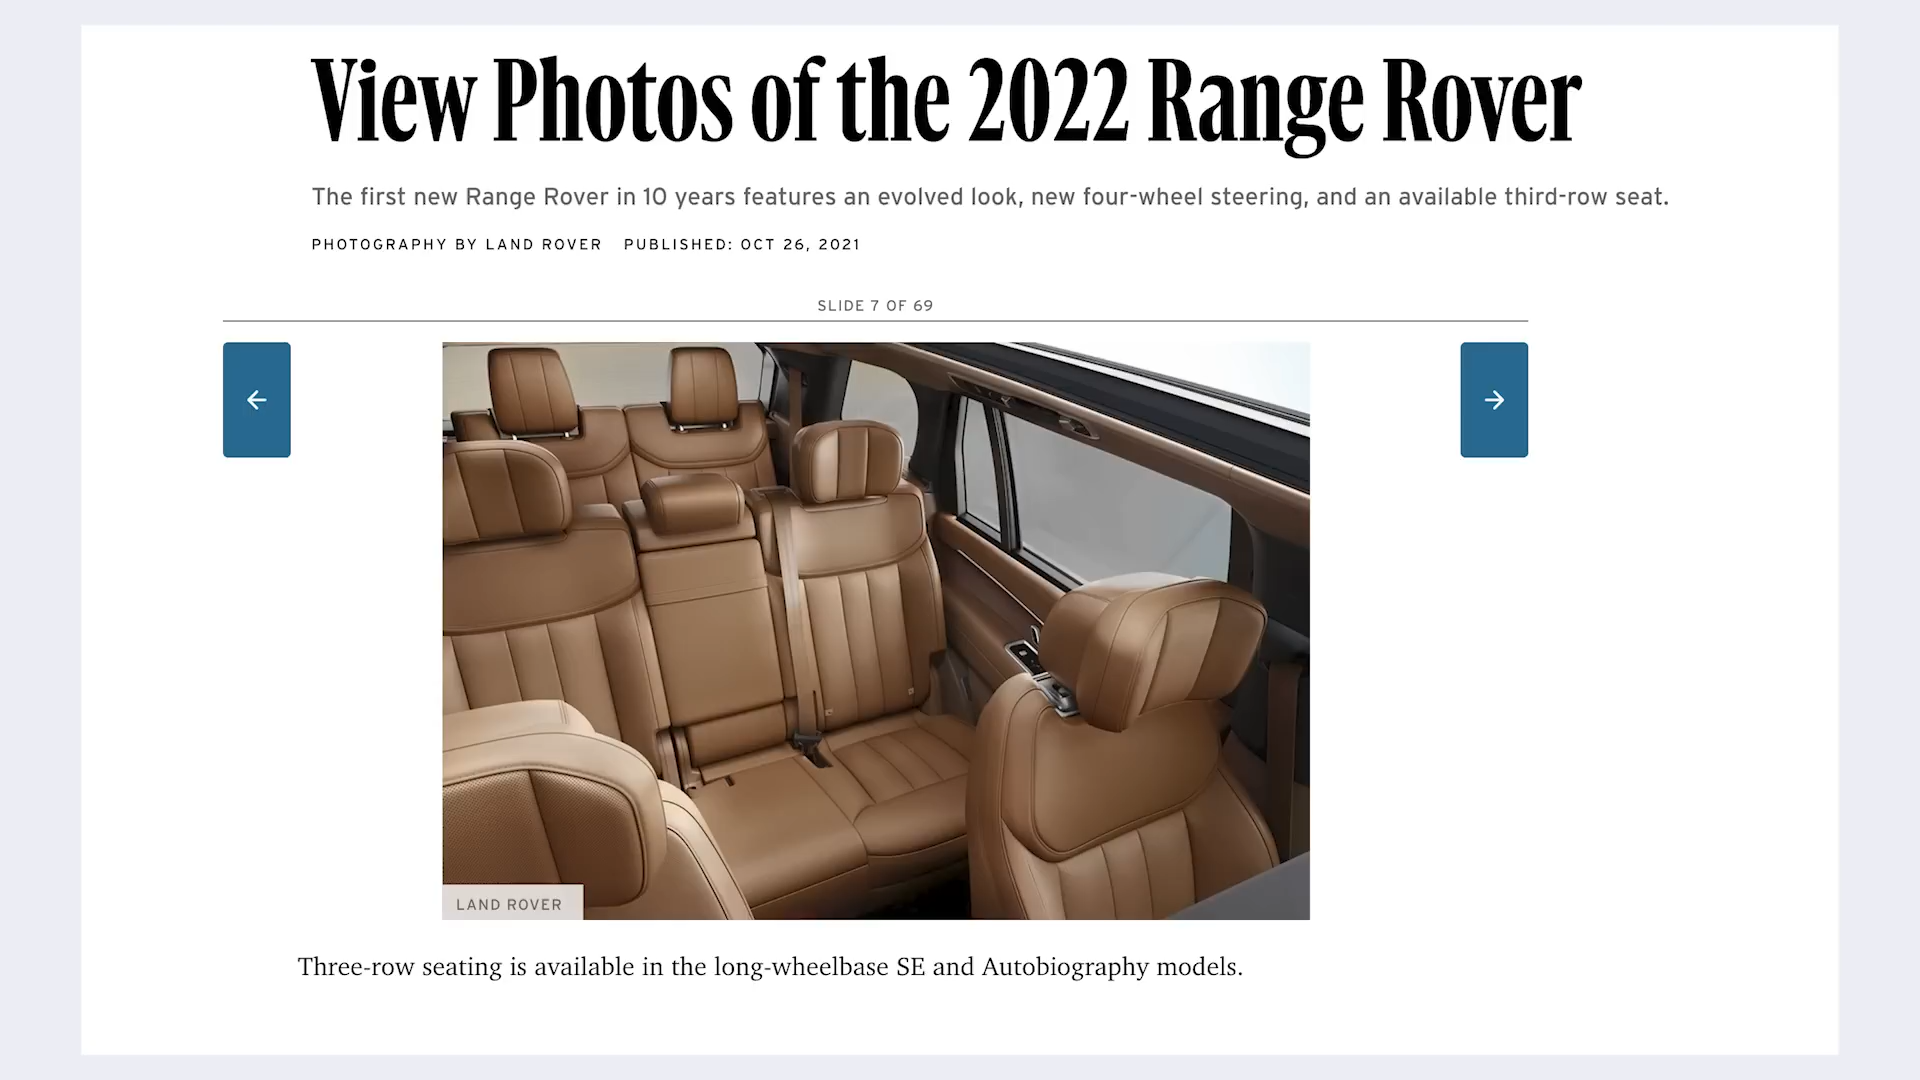 View Photos of the 2022 Range Rover
The first new Range Rover in 10 years features an evolved look, new four-wheel steering, and an available third-row seat.
PHOTOGRAPHY BY LAND ROVER PUBLISHED: OCT 26, 2021
SLIDE 7 OF 69
LAND ROVER
Three-row seating is available in the long-wheelbase SE and Autobiography models.